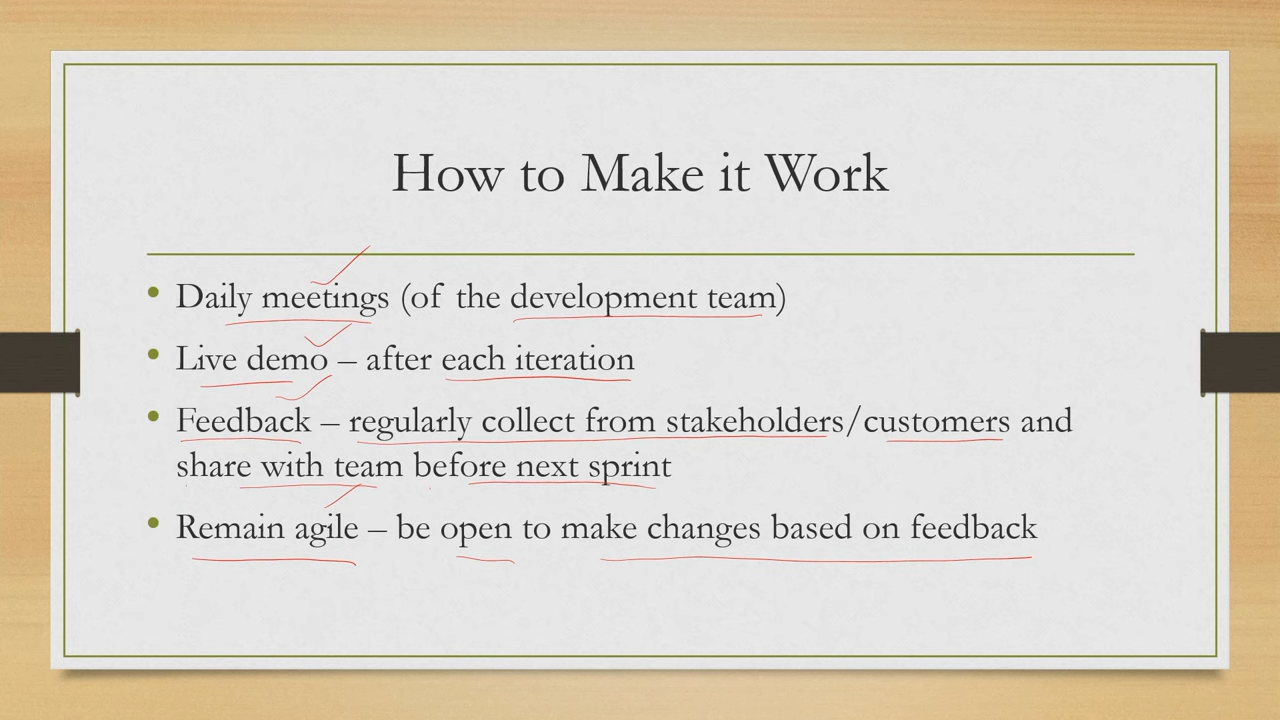 How to Make it Work
• Daily meetings (of the development team)
• Live demo – after each iteration
• Feedback – regularly collect from stakeholders/customers and
share with team before next sprint
• Remain agile – be open to make changes based on feedback